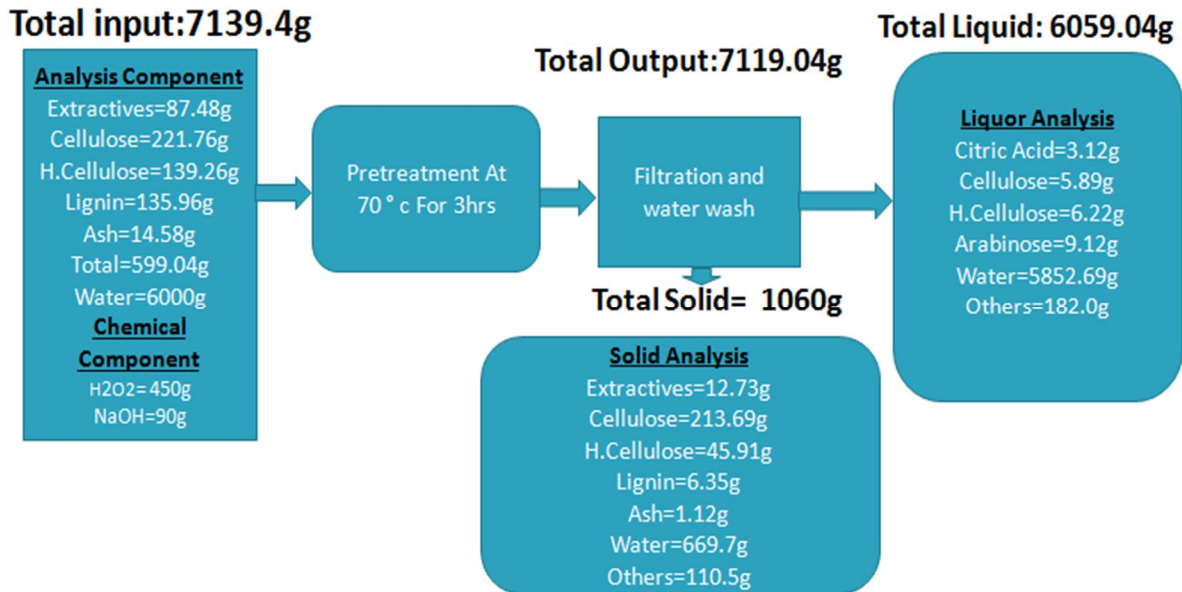 Total input:7139.4g
Analysis Component
Extractives=87.48g
Cellulose=221.76g
H.Cellulose=139.26g
Lignin=135.96g
Ash=14.58g
Total=599.04g
Water=6000g
Chemical
Component
H2O2= 450g
NaOH=90g
Pretreatment At
70 ° c For 3hrs
Total Output:7119.04g
Filtration and
water wash
Total Solid=  1060g
Solid Analysis
Extractives=12.73g
Cellulose=213.69g
H.Cellulose=45.91g
Lignin=6.35g
Ash=1.12g
Water=669.7g
Others=110.5g
Total Liquid: 6059.04g
Liquor Analysis
Citric Acid=3.12g
Cellulose=5.89g
H.Cellulose=6.22g
Arabinose=9.12g
Water=5852.69g
Others=182.0g